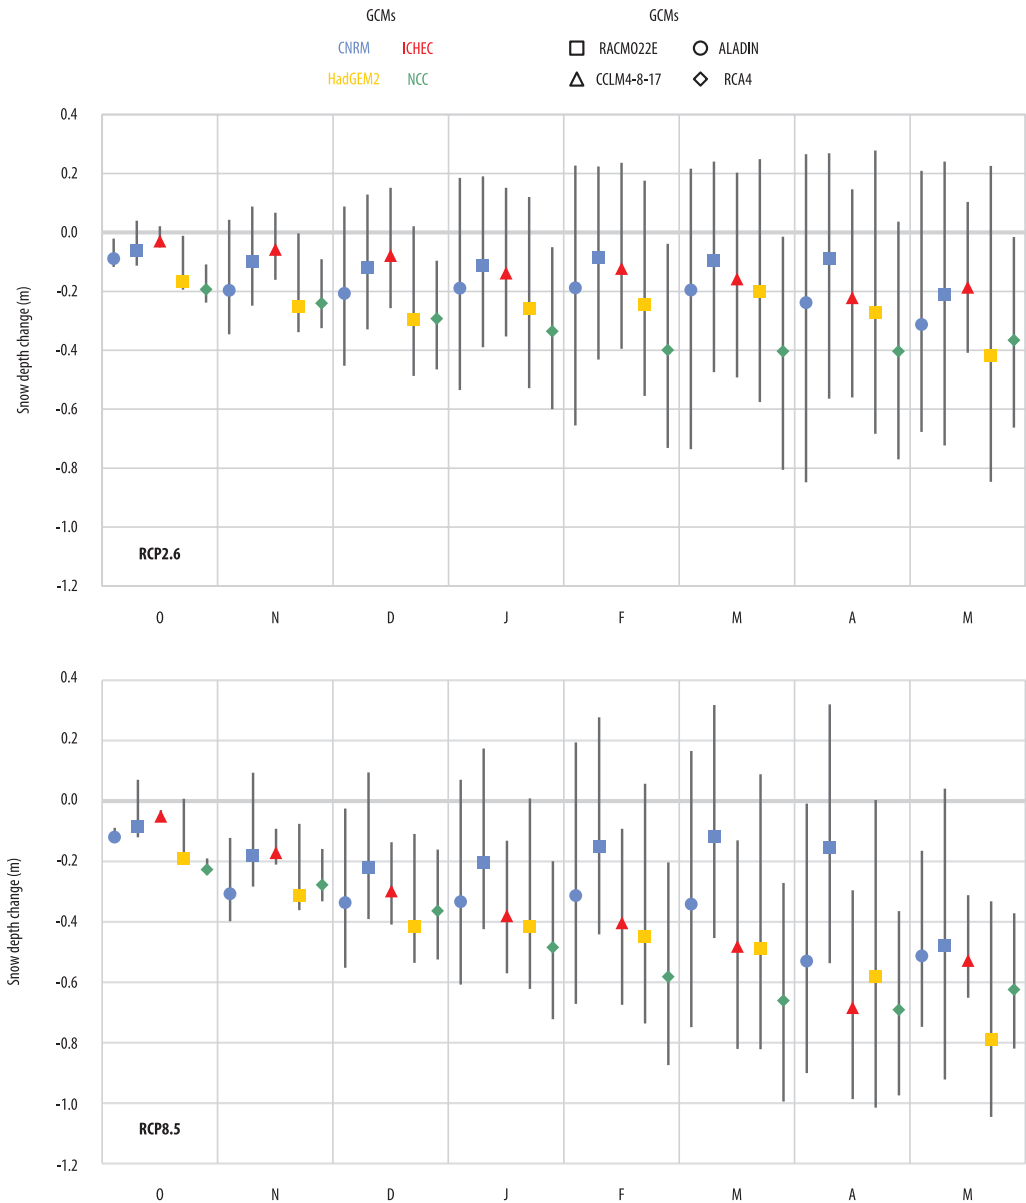 GCMs GCMs
CNRM ICHEC RACMO22E ALADIN
HadGEM2 NCC CCLM4-8-17 RCA4
0.4
0.2
0.0
-0.2
-0.4
-0.6
-0.8
-1.0
-1.2
Snow depth change (m)
RCP2.6
O N D J F M A M
0.4
0.2
0.0
-0.2
-0.4
-0.6
-0.8
-1.0
-1.2
Snow depth change (m)
RCP8.5
O N D J F M A M